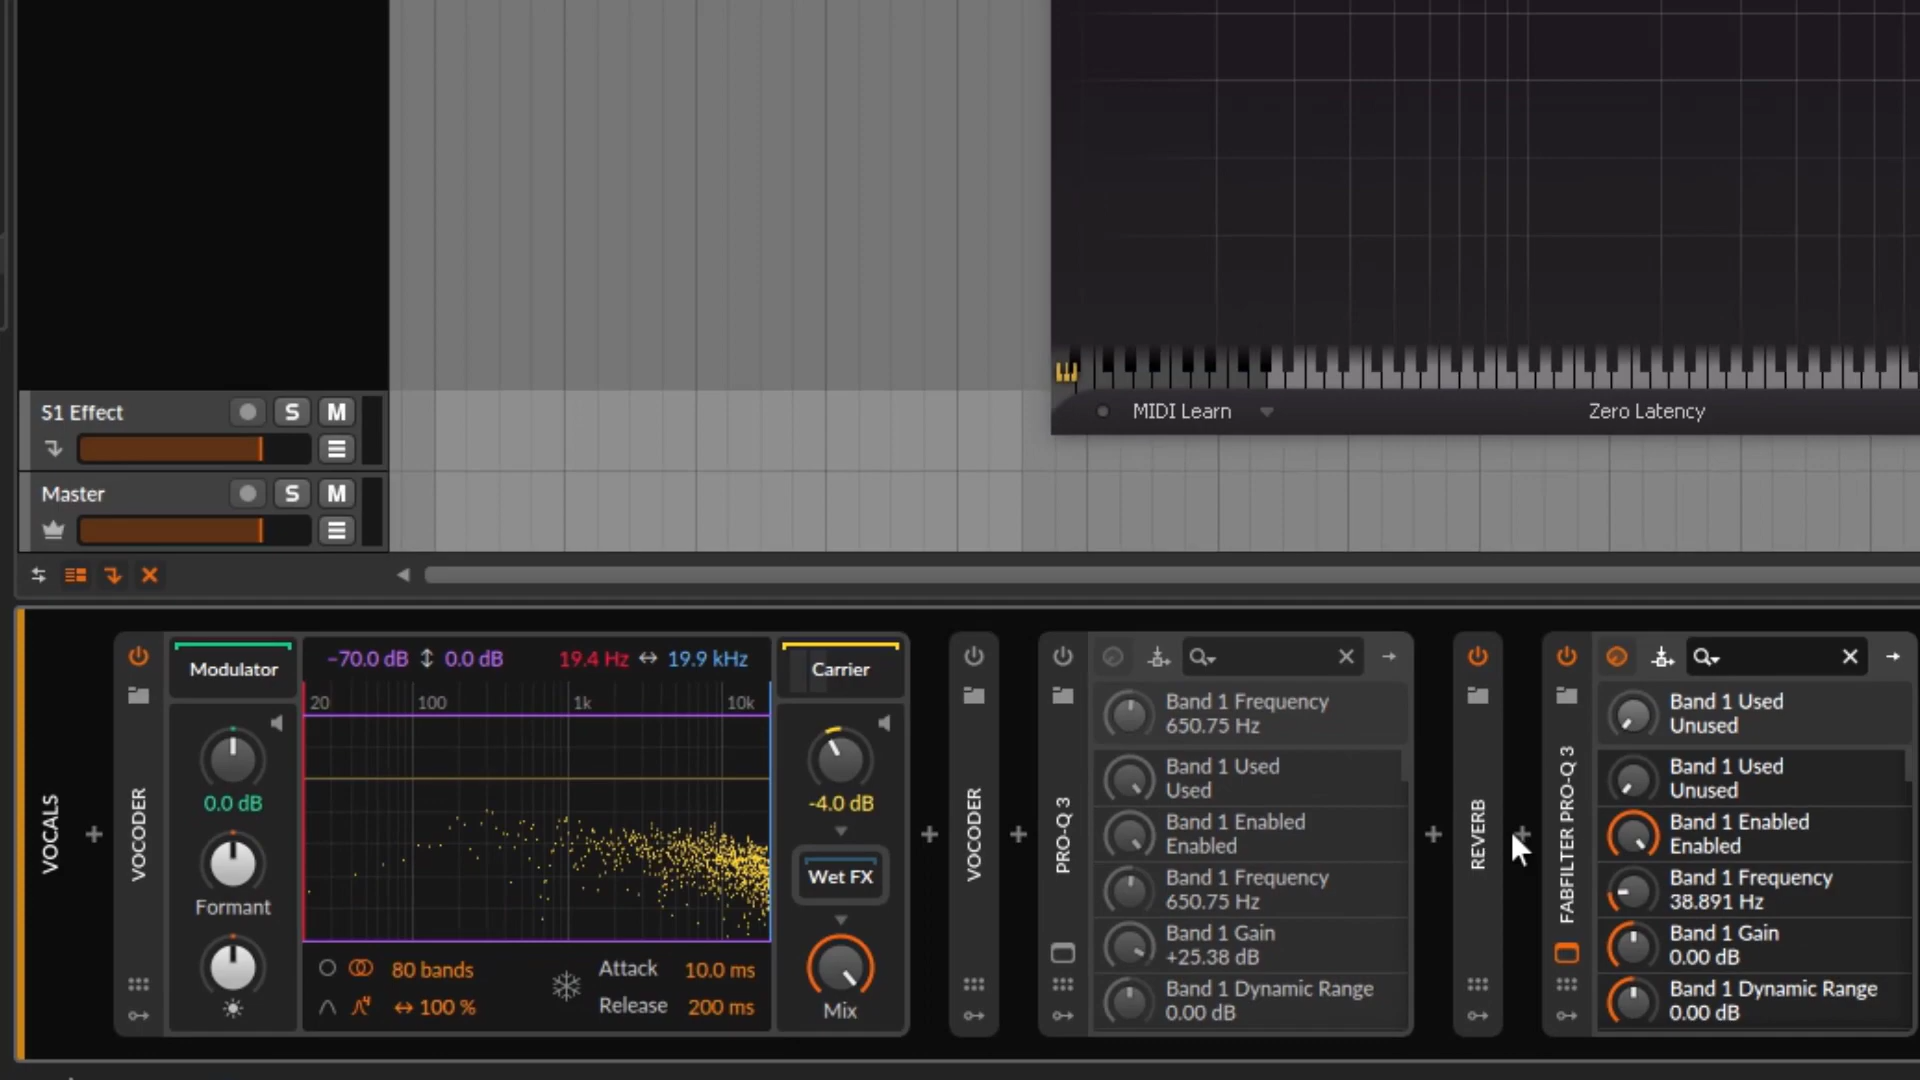 S1 Effect
S
M
MIDI Learn
Zero Latency
Master
S
M
VOCALS
VOCODER
Modulator
0.0 dB
Formant
-70.0 dB
0.0 dB
19.4 Hz
19.9 kHz
20
100
1k
10k
80 bands
100 %
Attack
10.0 ms
Release
200 ms
Carrier
-4.0 dB
Wet FX
Mix
VOCODER
PRO-Q 3
Band 1 Frequency
650.75 Hz
Band 1 Used
Used
Band 1 Enabled
Enabled
Band 1 Frequency
650.75 Hz
Band 1 Gain
+25.38 dB
Band 1 Dynamic Range
0.00 dB
REVERB
FABFILTER PRO-Q 3
Band 1 Used
Unused
Band 1 Used
Unused
Band 1 Enabled
Enabled
Band 1 Frequency
38.891 Hz
Band 1 Gain
0.00 dB
Band 1 Dynamic Range
0.00 dB